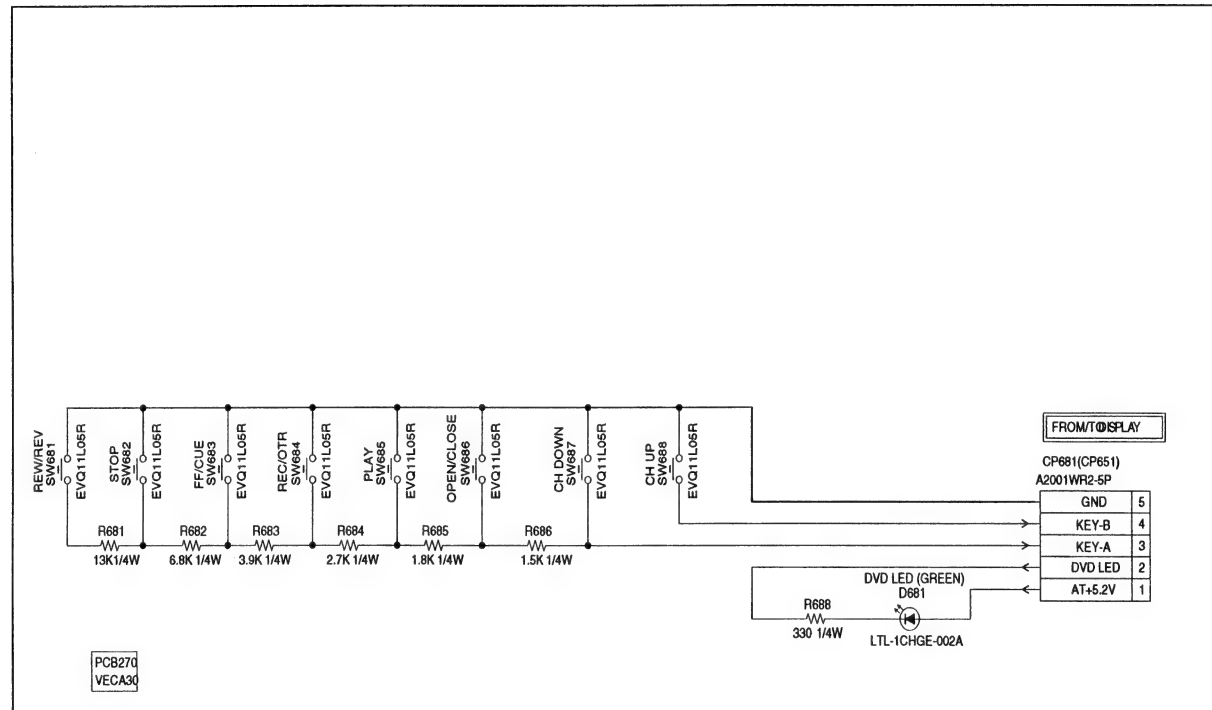 REW/REV
SW681
EVQ11L05R
STOP
SW682
EVQ11L05R
FF/CUE
SW683
EVQ11L05R
REC/OTR
SW684
EVQ11L05R
PLAY
SW685
EVQ11L05R
OPEN/CLOSE
SW686
EVQ11L05R
CH DOWN
SW687
EVQ11L05R
CH UP
SW688
EVQ11L05R
R681
13K1/4W
R682
6.8K 1/4W
R683
3.9K 1/4W
R684
2.7K 1/4W
R685
1.8K 1/4W
R686
1.5K 1/4W
FROM/TO DISPLAY
CP681(CP651)
A2001WR2-5P
GND 5
KEY-B 4
KEY-A 3
DVD LED 2
AT+5.2V 1
DVD LED (GREEN)
D681
LTL-1CHGE-002A
R688
330 1/4W
PCB270
VECA30